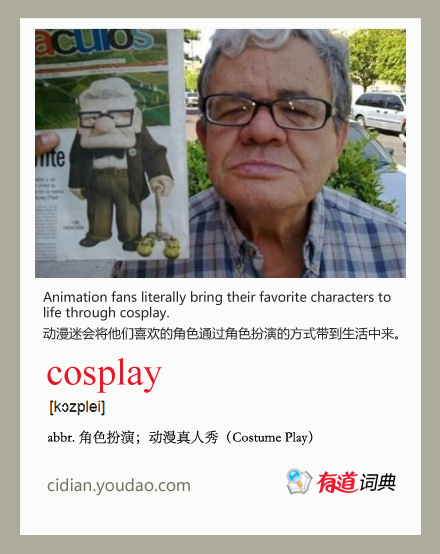 aculos
Animation fans literally bring their favorite characters to
life through cosplay.
动漫迷会将他们喜欢的角色通过角色扮演的方式带到生活中来。
cosplay
[kɔzplei]
abbr. 角色扮演；动漫真人秀（Costume Play）
cidian.youdao.com
有道词典